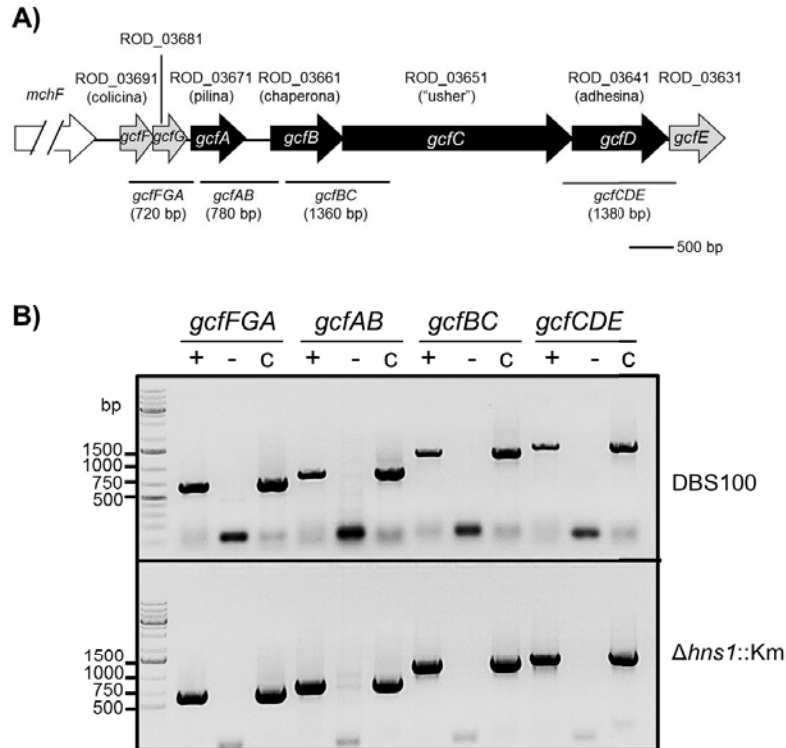 A)
ROD_03681
ROD_03691 ROD_03671 ROD_03661 ROD_03651 ROD_03641 ROD_03631
(colicina) (pilina) (chaperona) ("usher") (adhesina)
mchF
gcfF gcfG gcfA gcfB gcfC gcfD gcfE
gcfFGA gcfAB gcfBC gcfCDE
(720 bp) (780 bp) (1360 bp) (1380 bp)
500 bp
B)
gcfFGA gcfAB gcfBC gcfCDE
+ - C + - C + - C + - C
bp
1500
1000
750
500
DBS100
1500
1000
750
500
Δhns1::Km